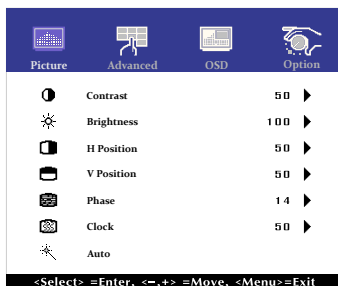 Picture Advanced OSD Option
Contrast 50
Brightness 100
H Position 50
V Position 50
Phase 14
Clock 50
Auto
<Select> =Enter, <–,+> =Move, <Menu>=Exit